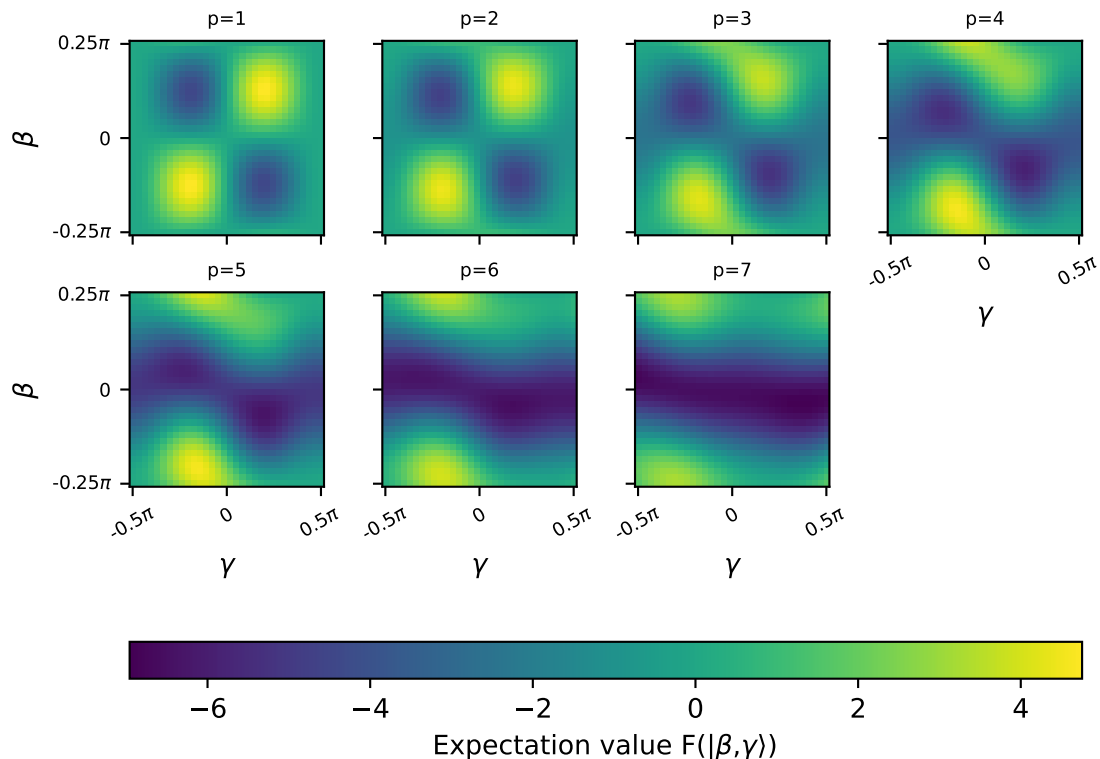 p=1
p=2
p=3
p=4
0.25π
β
0
-0.25π
-0.5π
0
0.5π
γ
p=5
p=6
p=7
0.25π
β
0
-0.25π
-0.5π
0
0.5π
-0.5π
0
0.5π
-0.5π
0
0.5π
γ
γ
γ
−6
−4
−2
0
2
4
Expectation value F(|β,γ⟩)